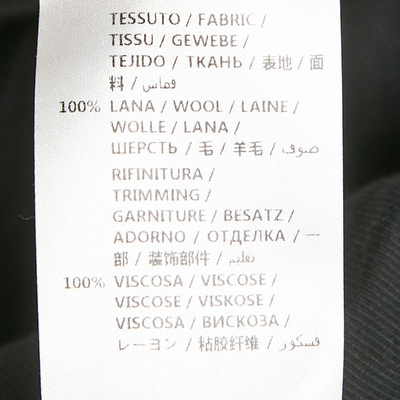 TESSUTO / FABRIC /
TISSU / GEWEBE /
TEJIDO / ТКАНЬ / 表地 / 面
料 / قماش
100% LANA / WOOL / LAINE /
WOLLE / LANA /
ШЕРСТЬ / 毛 / 羊毛 / صوف
RIFINITURA /
TRIMMING /
GARNITURE / BESATZ /
ADORNO / ОТДЕЛКА / 一
部 / 装饰部件 / تعليم
100% VISCOSA / VISCOSE /
VISCOSE / VISKOSE /
VISCOSA / ВИСКОЗА /
レーヨン / 粘胶纤维 / فسكوز